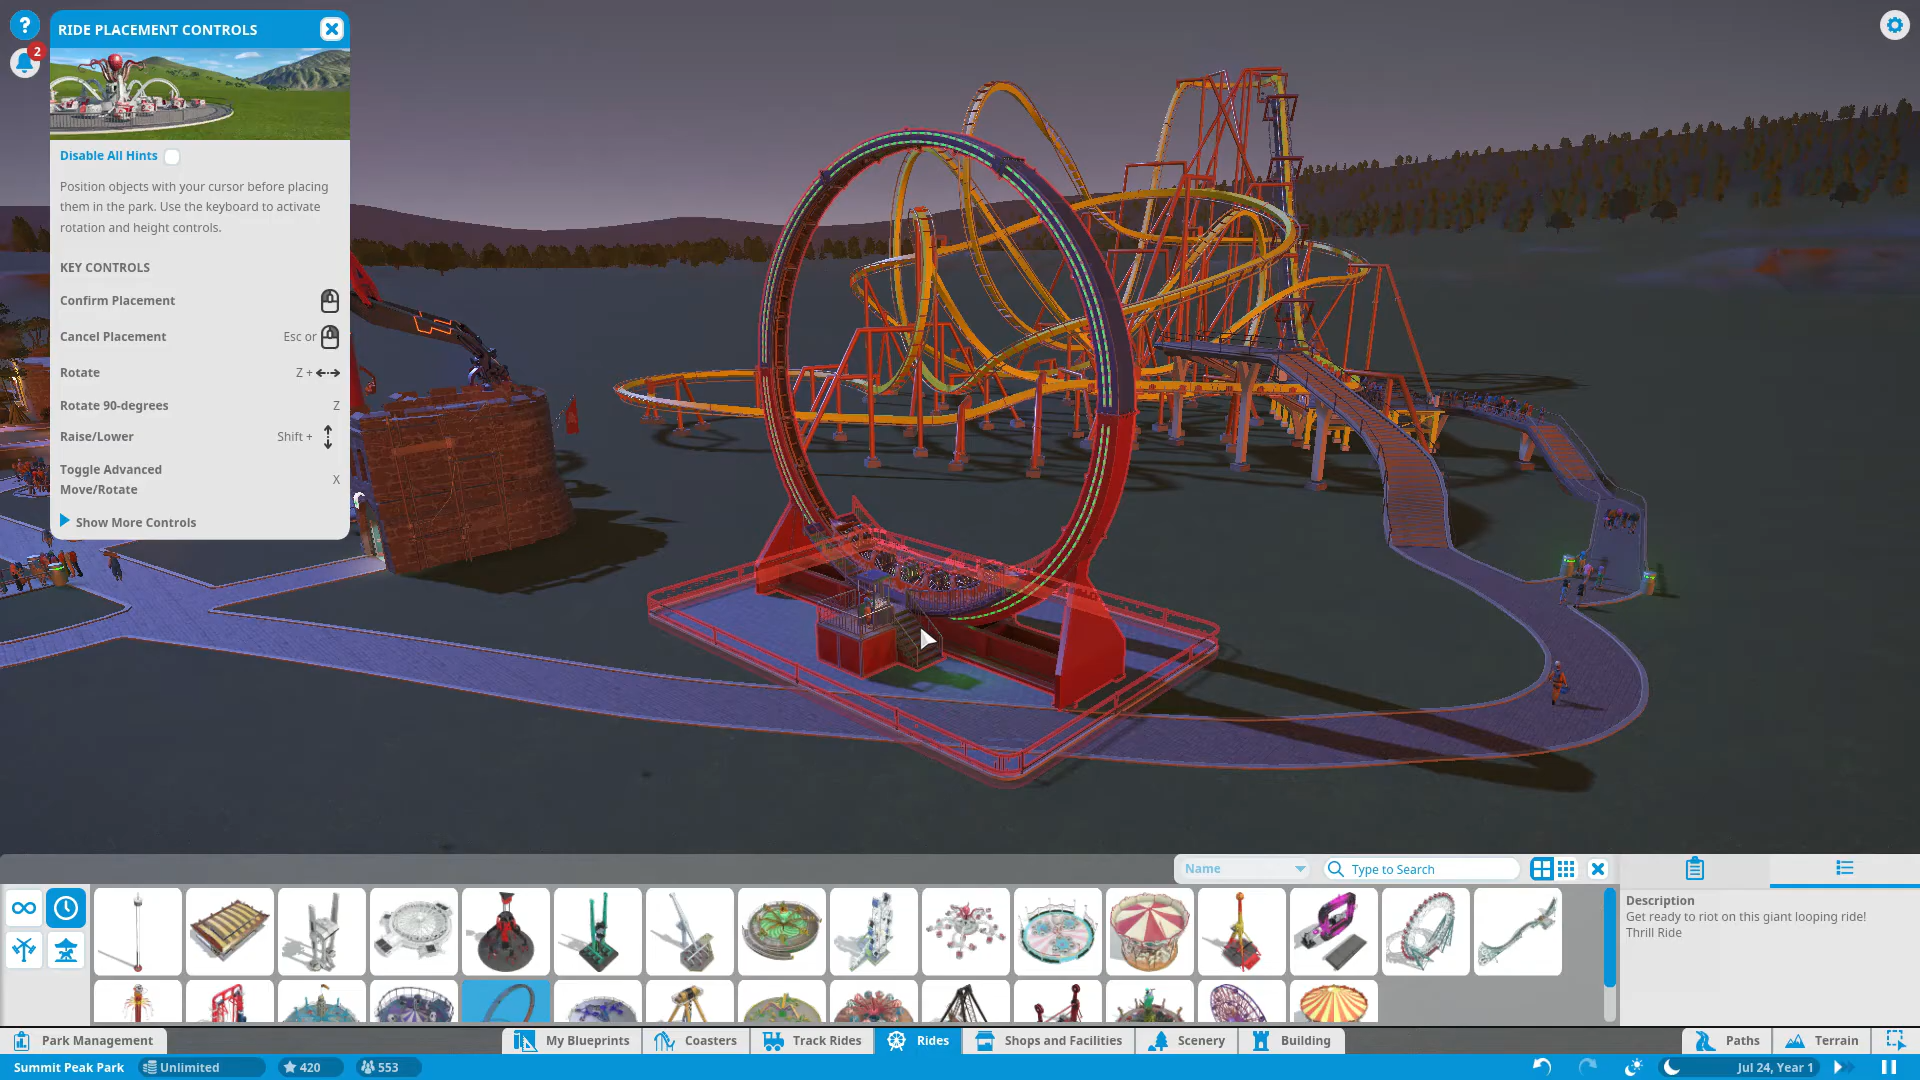 ?
2
RIDE PLACEMENT CONTROLS
Disable All Hints
Position objects with your cursor before placing
them in the park. Use the keyboard to activate
rotation and height controls.
KEY CONTROLS
Confirm Placement
Cancel Placement Esc or
Rotate Z +
Rotate 90-degrees Z
Raise/Lower Shift +
Toggle Advanced
Move/Rotate X
Show More Controls
Name
Type to Search
Description
Get ready to riot on this giant looping ride!
Thrill Ride
Park Management
My Blueprints
Coasters
Track Rides
Rides
Shops and Facilities
Scenery
Building
Paths
Terrain
Summit Peak Park
Unlimited
420
553
Jul 24, Year 1